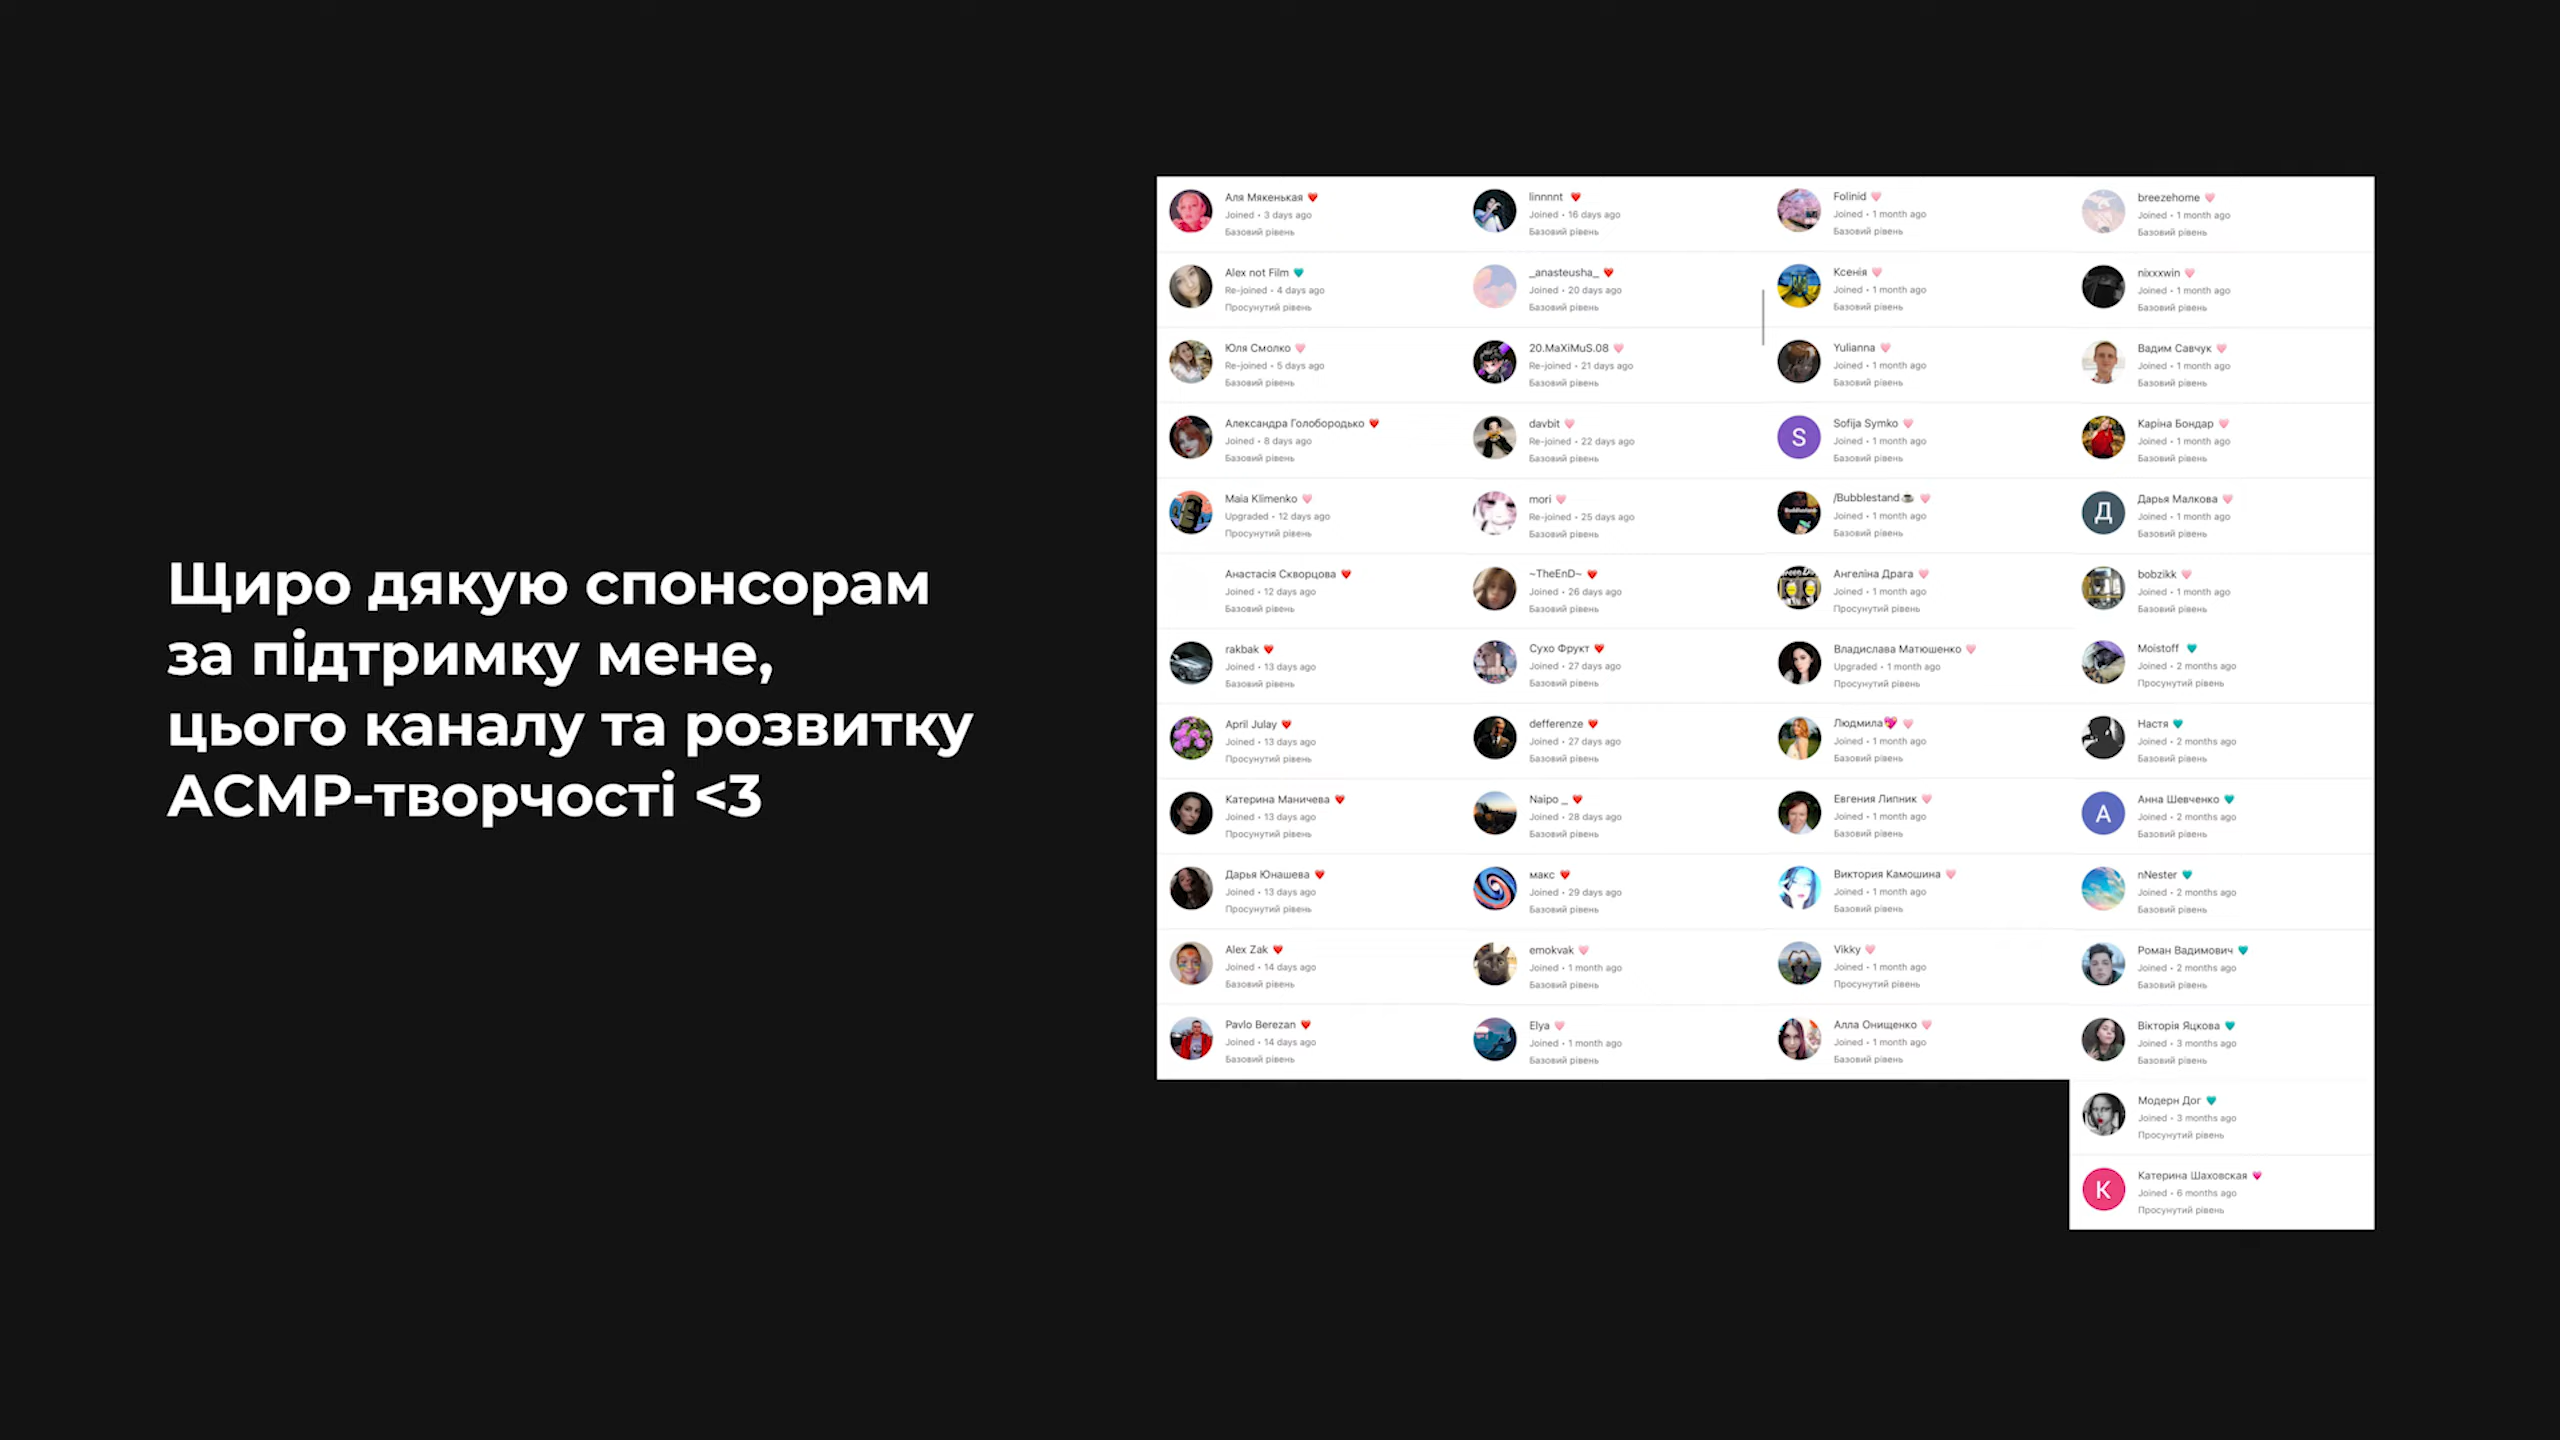 Щиро дякую спонсорам
за підтримку мене,
цього каналу та розвитку
АСМР-творчості <3
Аля Мякенькая ❤️
Joined • 3 days ago
Базовий рівень
Alex not Film 💚
Re-joined • 4 days ago
Просунутий рівень
Юля Смолко 🩷
Re-joined • 5 days ago
Базовий рівень
Александра Голобородько ❤️
Joined • 8 days ago
Базовий рівень
Maia Klimenko 🩷
Upgraded • 12 days ago
Просунутий рівень
Анастасія Скворцова ❤️
Joined • 12 days ago
Базовий рівень
rakbak ❤️
Joined • 13 days ago
Базовий рівень
April Julay ❤️
Joined • 13 days ago
Просунутий рівень
Катерина Маничева ❤️
Joined • 13 days ago
Просунутий рівень
Дарья Юнашева ❤️
Joined • 13 days ago
Просунутий рівень
Alex Zak ❤️
Joined • 14 days ago
Базовий рівень
Pavlo Berezan ❤️
Joined • 14 days ago
Базовий рівень
linnnnt ❤️
Joined • 16 days ago
Базовий рівень
_anasteusha_ ❤️
Joined • 20 days ago
Базовий рівень
20.MaXiMuS.08 🩷
Re-joined • 21 days ago
Базовий рівень
davbit 🩷
Re-joined • 22 days ago
Базовий рівень
mori 🩷
Re-joined • 25 days ago
Базовий рівень
~TheEnD~ ❤️
Joined • 26 days ago
Базовий рівень
Сухо Фрукт ❤️
Joined • 27 days ago
Базовий рівень
defferenze ❤️
Joined • 27 days ago
Базовий рівень
Naipo _ ❤️
Joined • 28 days ago
Базовий рівень
макс ❤️
Joined • 29 days ago
Базовий рівень
emokvak 🩷
Joined • 1 month ago
Базовий рівень
Elya 🩷
Joined • 1 month ago
Базовий рівень
Folinid 🩷
Joined • 1 month ago
Базовий рівень
Ксенія 🩷
Joined • 1 month ago
Базовий рівень
Yulianna 🩷
Joined • 1 month ago
Базовий рівень
S
Sofija Symko 🩷
Joined • 1 month ago
Базовий рівень
/Bubblestand☕ 🩷
Joined • 1 month ago
Базовий рівень
Ангеліна Драга 🩷
Joined • 1 month ago
Просунутий рівень
Владислава Матюшенко 🩷
Upgraded • 1 month ago
Просунутий рівень
Людмила💖 🩷
Joined • 1 month ago
Базовий рівень
Евгения Липник 🩷
Joined • 1 month ago
Базовий рівень
Виктория Камошина 🩷
Joined • 1 month ago
Базовий рівень
Vikky 🩷
Joined • 1 month ago
Просунутий рівень
Алла Онищенко 🩷
Joined • 1 month ago
Базовий рівень
breezehome 🩷
Joined • 1 month ago
Базовий рівень
nixxxwin 🩷
Joined • 1 month ago
Базовий рівень
Вадим Савчук 🩷
Joined • 1 month ago
Базовий рівень
Каріна Бондар 🩷
Joined • 1 month ago
Базовий рівень
Д
Дарья Малкова 🩷
Joined • 1 month ago
Базовий рівень
bobzikk 🩷
Joined • 1 month ago
Базовий рівень
Moistoff 💚
Joined • 2 months ago
Просунутий рівень
Настя 💚
Joined • 2 months ago
Базовий рівень
А
Анна Шевченко 💚
Joined • 2 months ago
Базовий рівень
nNester 💚
Joined • 2 months ago
Базовий рівень
Роман Вадимович 💚
Joined • 2 months ago
Базовий рівень
Вікторія Яцкова 💚
Joined • 3 months ago
Базовий рівень
Модерн Дог 💚
Joined • 3 months ago
Просунутий рівень
К
Катерина Шаховская 💗
Joined • 6 months ago
Просунутий рівень